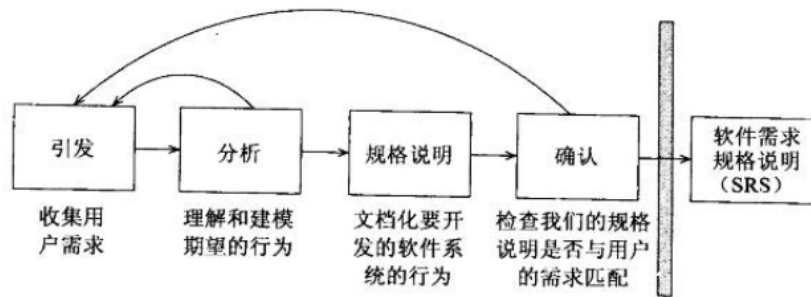 引发
分析
规格说明
确认
软件需求
规格说明
（SRS）
收集用
户需求
理解和建模
期望的行为
文档化要开
发的软件系
统的行为
检查我们的规格
说明是否与用户
的需求匹配